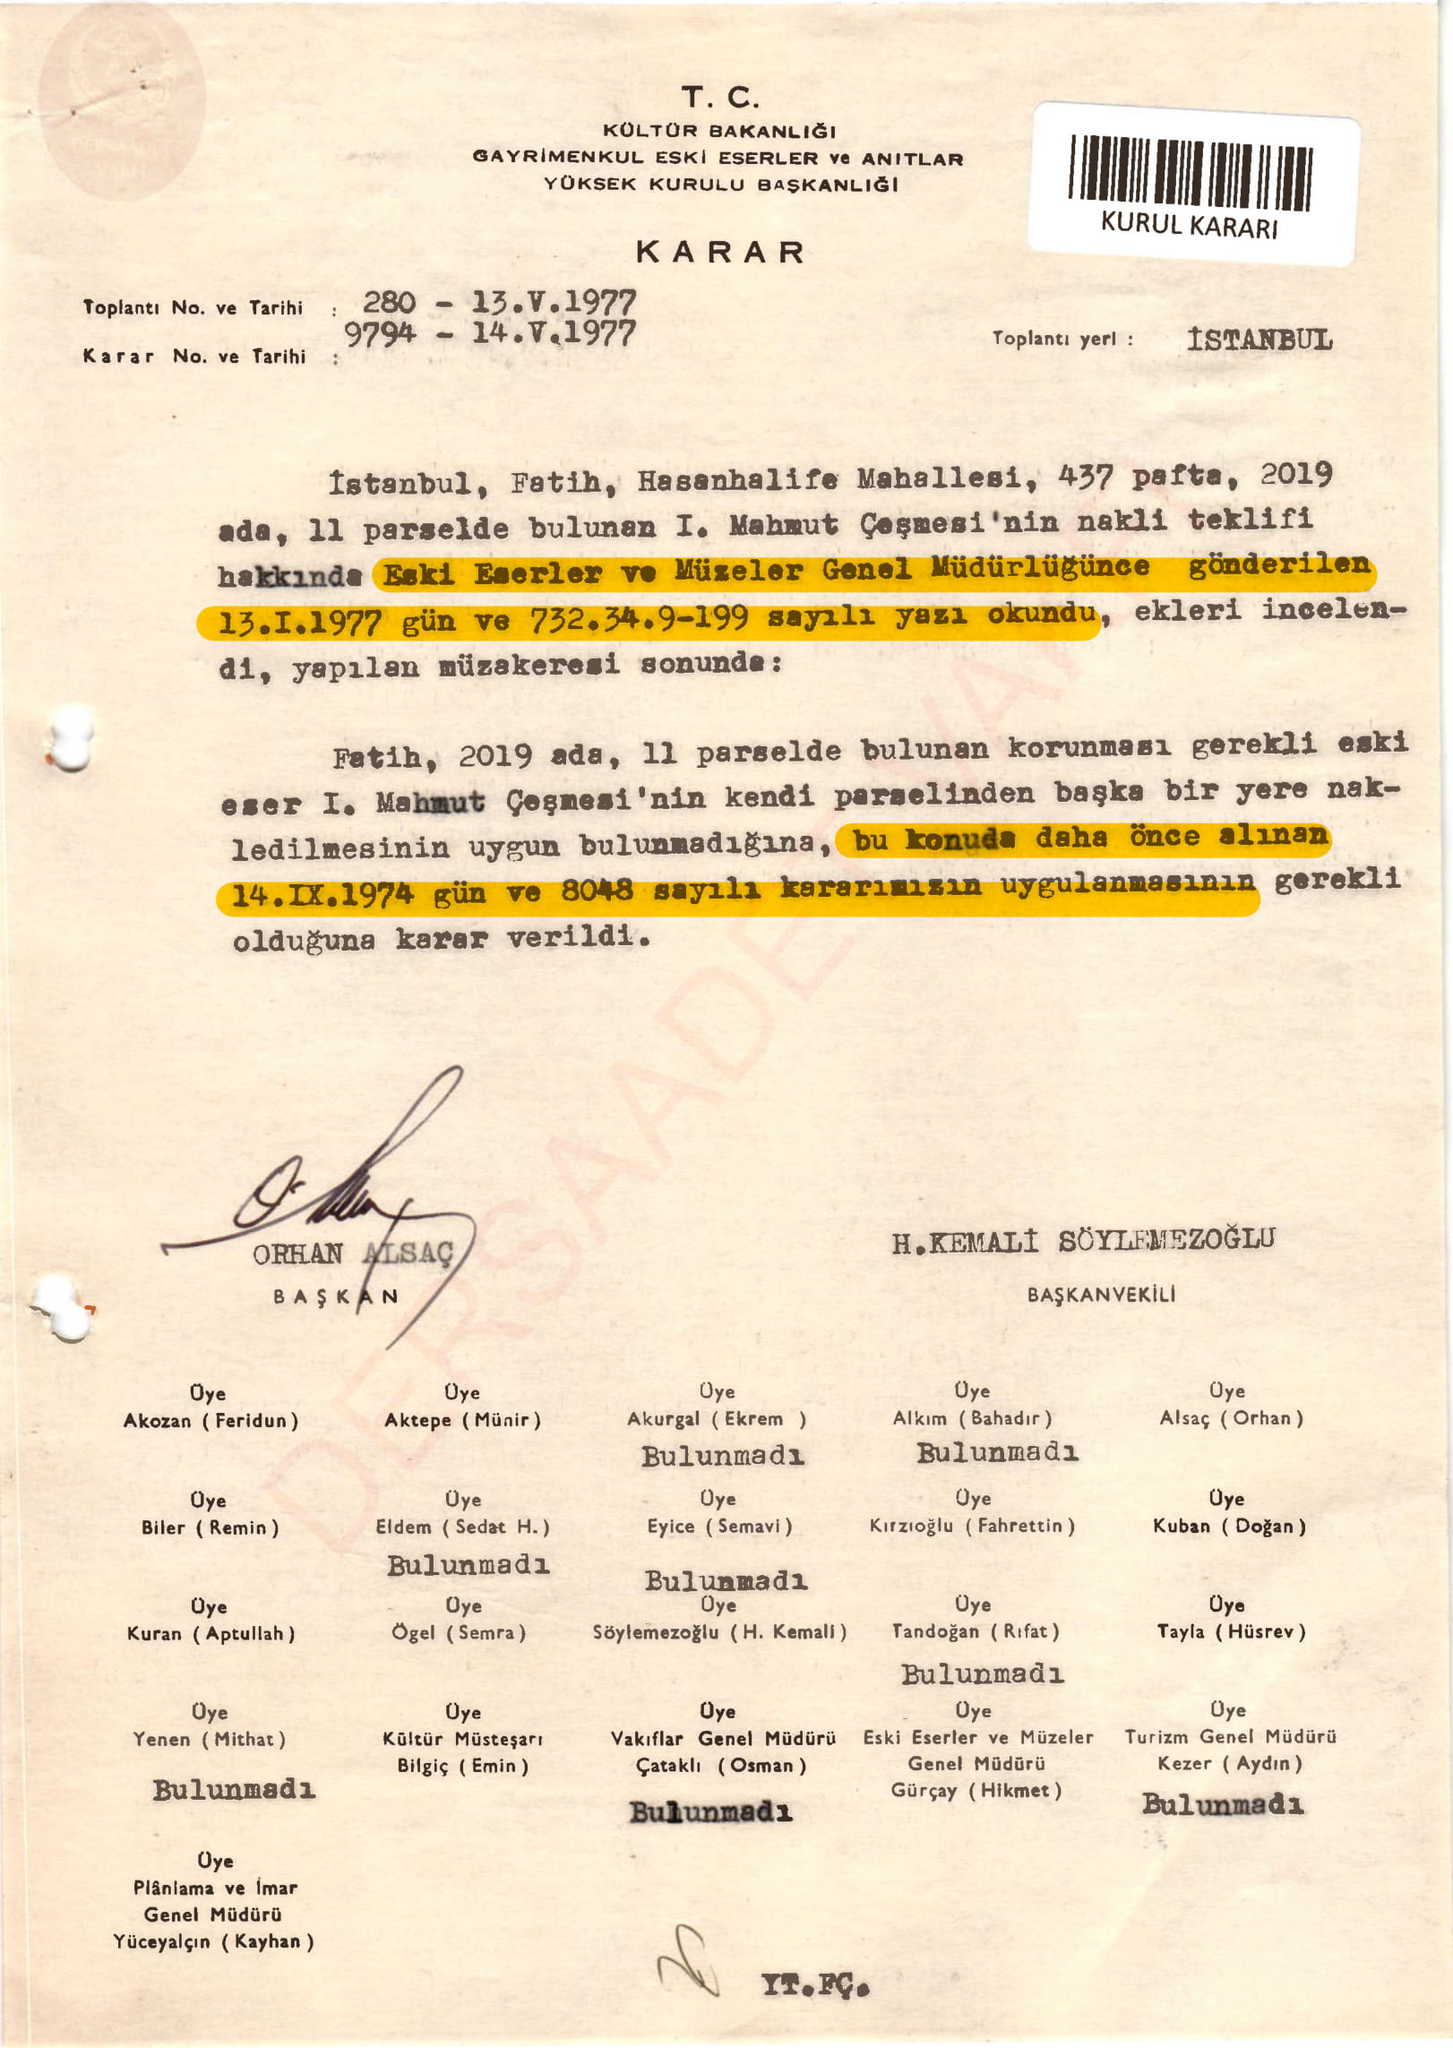 T. C.
KÜLTÜR BAKANLIĞI
GAYRİMENKUL ESKİ ESERLER ve ANITLAR
YÜKSEK KURULU BAŞKANLIĞI
KURUL KARARI
KARAR
Toplantı No. ve Tarihi : 280 - 13.V.1977
9794 - 14.V.1977
Karar No. ve Tarihi :
Toplantı yeri : İSTANBUL
İstanbul, Fatih, Hasanhalife Mahallesi, 437 pafta, 2019
ada, 11 parselde bulunan I. Mahmut Çeşmesi'nin nakli teklifi
hakkında Eski Eserler ve Müzeler Genel Müdürlüğünce gönderilen
13.I.1977 gün ve 732.34.9-199 sayılı yazı okundu, ekleri incelen-
di, yapılan müzakeresi sonunda:
Fatih, 2019 ada, 11 parselde bulunan korunması gerekli eski
eser I. Mahmut Çeşmesi'nin kendi parselinden başka bir yere nak-
ledilmesinin uygun bulunmadığına, bu konuda daha önce alınan
14.IX.1974 gün ve 8048 sayılı kararımızın uygulanmasının gerekli
olduğuna karar verildi.
DERSAADET VA
ORHAN ALSAÇ
BAŞKAN
H.KEMALİ SÖYLEMEZOĞLU
BAŞKANVEKİLİ
Üye Üye Üye Üye Üye
Akozan ( Feridun ) Aktepe ( Münir ) Akurgal ( Ekrem ) Alkım ( Bahadır ) Alsaç ( Orhan )
Bulunmadı Bulunmadı
Üye Üye Üye Üye Üye
Biler ( Remin ) Eldem ( Sedat H. ) Eyice ( Semavi ) Kırzıoğlu ( Fahrettin ) Kuban ( Doğan )
Bulunmadı Bulunmadı
Üye Üye Üye Üye Üye
Kuran ( Aptullah ) Ögel ( Semra ) Söylemezoğlu ( H. Kemali ) Tandoğan ( Rıfat ) Tayla ( Hüsrev )
Bulunmadı
Üye Üye Üye Üye Üye
Yenen ( Mithat ) Kültür Müsteşarı Vakıflar Genel Müdürü Eski Eserler ve Müzeler Turizm Genel Müdürü
Bilgiç ( Emin ) Çataklı ( Osman ) Genel Müdürü Kezer ( Aydın )
Bulunmadı Bulunmadı Gürçay ( Hikmet ) Bulunmadı
Üye
Plânlama ve İmar
Genel Müdürü
Yüceyalçın ( Kayhan )
YT.FÇ.